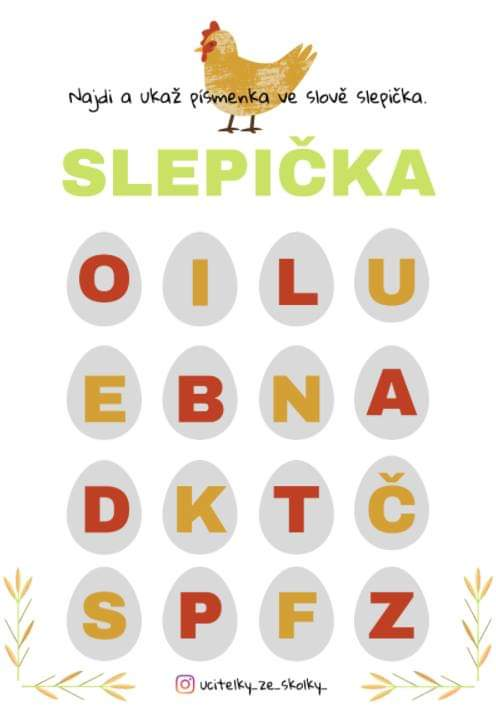 Najdi a ukaž písmenka ve slově slepička.
SLEPIČKA
O I L U
E B N A
D K T Č
S P F Z
ucitelky_ze_skolky_